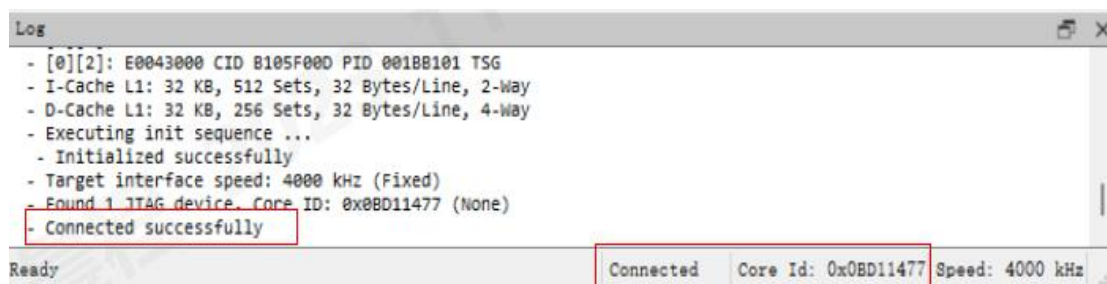 Log
- [0][2]: E0043000 CID B105F00D PID 001BB101 TSG
- I-Cache L1: 32 KB, 512 Sets, 32 Bytes/Line, 2-Way
- D-Cache L1: 32 KB, 256 Sets, 32 Bytes/Line, 4-Way
- Executing init sequence ...
- Initialized successfully
- Target interface speed: 4000 kHz (Fixed)
- Found 1 JTAG device. Core ID: 0x0BD11477 (None)
- Connected successfully
Ready Connected Core Id: 0x0BD11477 Speed: 4000 kHz